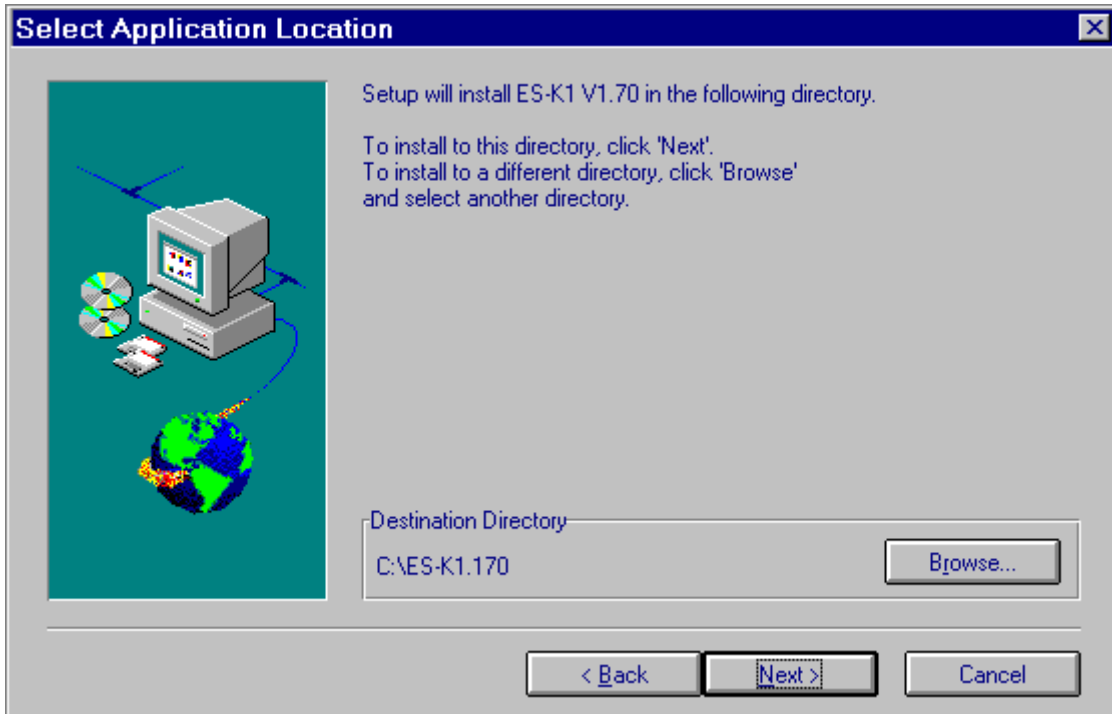 Select Application Location
Setup will install ES-K1 V1.70 in the following directory.
To install to this directory, click 'Next'.
To install to a different directory, click 'Browse'
and select another directory.
Destination Directory
C:\ES-K1.170
Browse...
< Back
Next >
Cancel